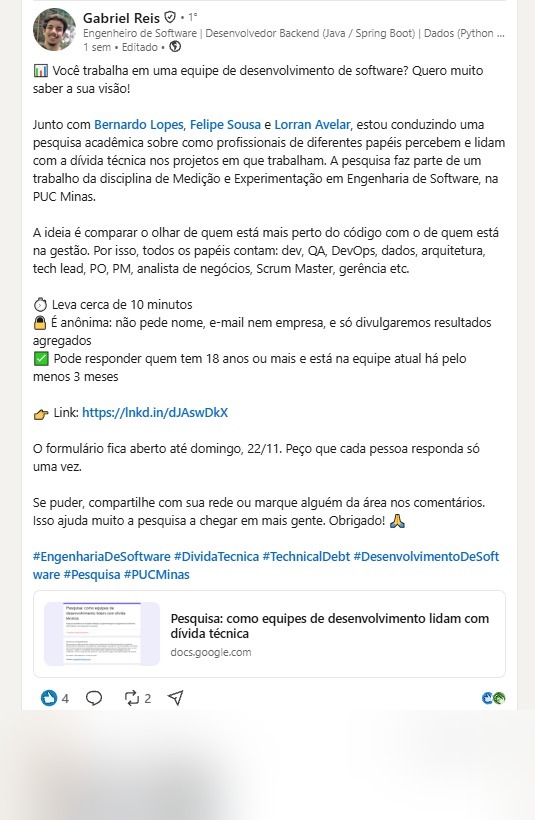 Gabriel Reis • 1°
Engenheiro de Software | Desenvolvedor Backend (Java / Spring Boot) | Dados (Python ...
1 sem • Editado •
📊 Você trabalha em uma equipe de desenvolvimento de software? Quero muito
saber a sua visão!
Junto com Bernardo Lopes, Felipe Sousa e Lorran Avelar, estou conduzindo uma
pesquisa acadêmica sobre como profissionais de diferentes papéis percebem e lidam
com a dívida técnica nos projetos em que trabalham. A pesquisa faz parte de um
trabalho da disciplina de Medição e Experimentação em Engenharia de Software, na
PUC Minas.
A ideia é comparar o olhar de quem está mais perto do código com o de quem está
na gestão. Por isso, todos os papéis contam: dev, QA, DevOps, dados, arquitetura,
tech lead, PO, PM, analista de negócios, Scrum Master, gerência etc.
⏱️ Leva cerca de 10 minutos
🔒 É anônima: não pede nome, e-mail nem empresa, e só divulgaremos resultados
agregados
✅ Pode responder quem tem 18 anos ou mais e está na equipe atual há pelo
menos 3 meses
👉 Link: https://lnkd.in/dJAswDkX
O formulário fica aberto até domingo, 22/11. Peço que cada pessoa responda só
uma vez.
Se puder, compartilhe com sua rede ou marque alguém da área nos comentários.
Isso ajuda muito a pesquisa a chegar em mais gente. Obrigado! 🙏
#EngenhariaDeSoftware #DividaTecnica #TechnicalDebt #DesenvolvimentoDeSoft
ware #Pesquisa #PUCMinas
Pesquisa: como equipes de desenvolvimento lidam com
dívida técnica
docs.google.com
4 2